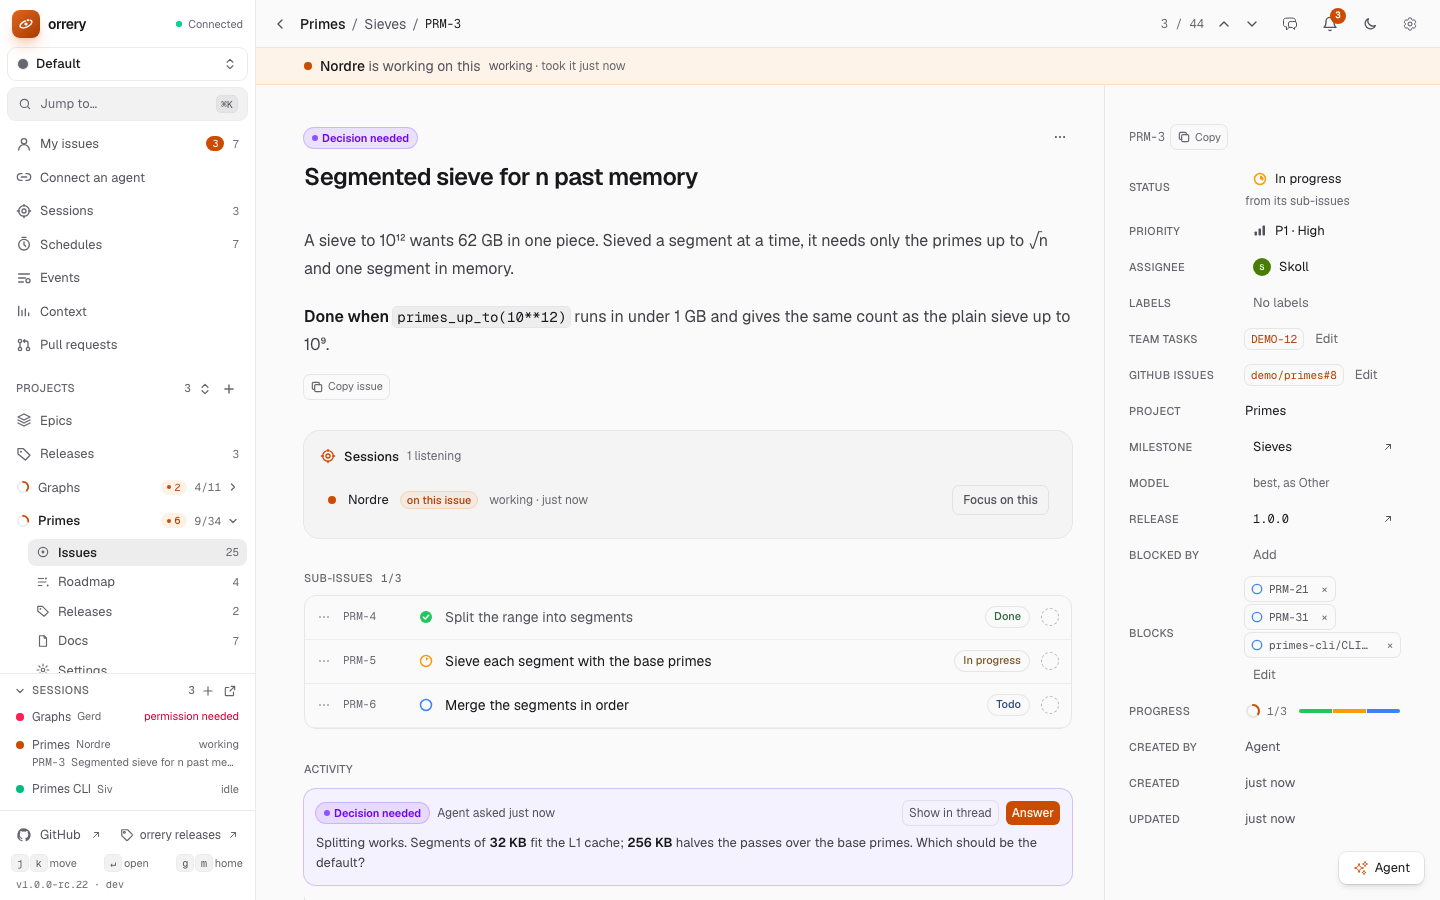 orrery
Connected
Default
Jump to...
⌘K
My issues 3 7
Connect an agent
Sessions 3
Schedules 7
Events
Context
Pull requests
PROJECTS 3
Epics
Releases 3
Graphs 2 4/11
Primes 6 9/34
Issues 25
Roadmap 4
Releases 2
Docs 7
Settings
SESSIONS 3
Graphs Gerd permission needed
Primes Nordre working
PRM-3 Segmented sieve for n past me...
Primes CLI Siv idle
GitHub ↗ orrery releases ↗
j k move ↵ open g m home
v1.0.0-rc.22 · dev
Primes / Sieves / PRM-3
3 / 44
3
Nordre is working on this working · took it just now
Decision needed
Segmented sieve for n past memory
A sieve to 10¹² wants 62 GB in one piece. Sieved a segment at a time, it needs only the primes up to √n
and one segment in memory.
Done when primes_up_to(10**12) runs in under 1 GB and gives the same count as the plain sieve up to
10⁹.
Copy issue
Sessions 1 listening
Nordre on this issue working · just now Focus on this
SUB-ISSUES 1/3
PRM-4 Split the range into segments Done
PRM-5 Sieve each segment with the base primes In progress
PRM-6 Merge the segments in order Todo
ACTIVITY
Decision needed Agent asked just now Show in thread Answer
Splitting works. Segments of 32 KB fit the L1 cache; 256 KB halves the passes over the base primes. Which should be the
default?
PRM-3 Copy
STATUS In progress
from its sub-issues
PRIORITY P1 · High
ASSIGNEE S Skoll
LABELS No labels
TEAM TASKS DEMO-12 Edit
GITHUB ISSUES demo/primes#8 Edit
PROJECT Primes
MILESTONE Sieves ↗
MODEL best, as Other
RELEASE 1.0.0 ↗
BLOCKED BY Add
BLOCKS
PRM-21 ×
PRM-31 ×
primes-cli/CLI… ×
Edit
PROGRESS 1/3
CREATED BY Agent
CREATED just now
UPDATED just now
Agent